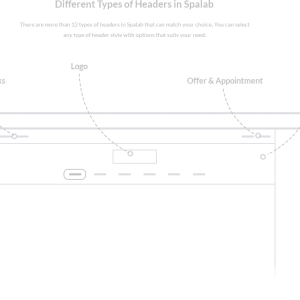 Different Types of Headers in Spalab
There are more than 12 types of headers in Spalab that can match your choice. You can select
any type of header style with options that suits your need.
Logo
Offer & Appointment